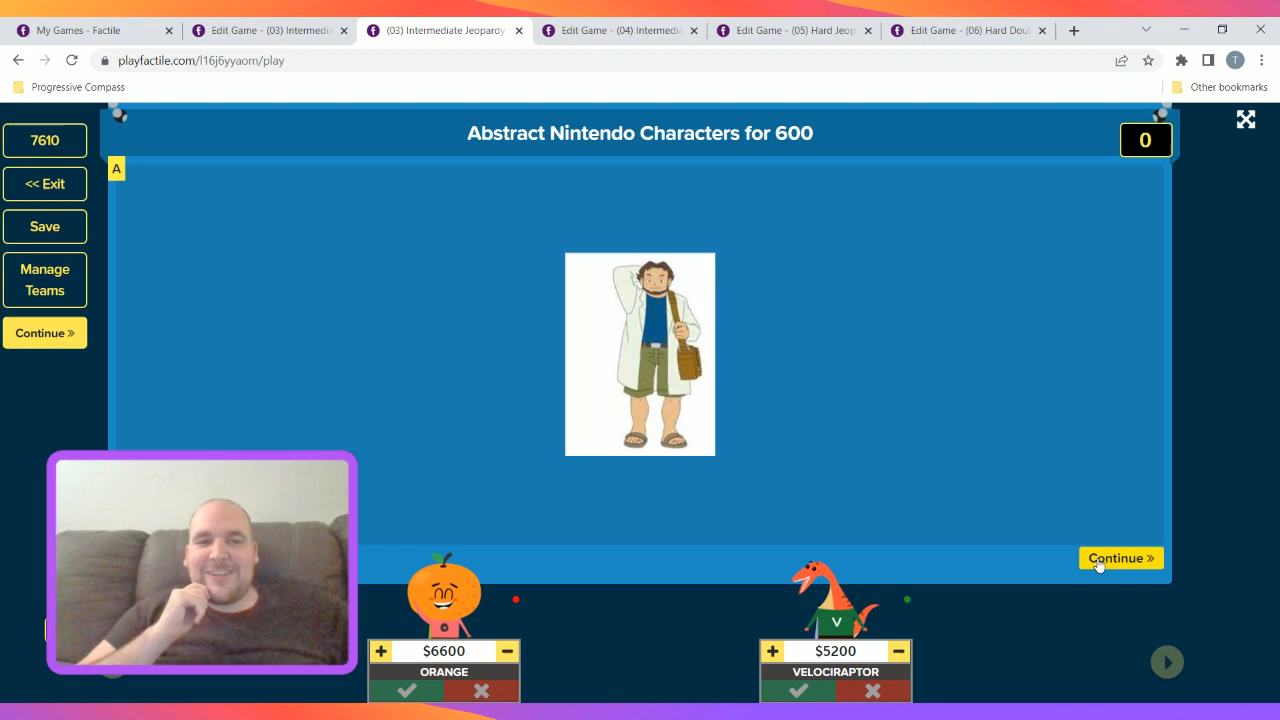 My Games - Factile
Edit Game - (03) Intermedia
(03) Intermediate Jeopardy
Edit Game - (04) Intermedia
Edit Game - (05) Hard Jeop
Edit Game - (06) Hard Dou
playfactile.com/l16j6yyaom/play
T
Progressive Compass
Other bookmarks
7610
<< Exit
Save
Manage
Teams
Continue »
Abstract Nintendo Characters for 600
0
A
Continue »
V
+ $6600 −
ORANGE
+ $5200 −
VELOCIRAPTOR